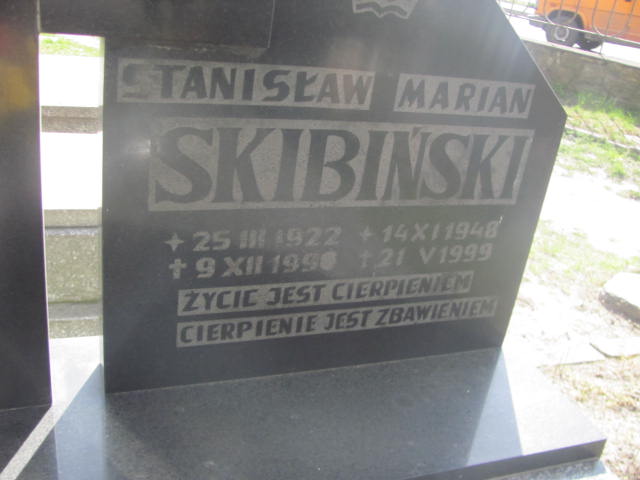 STANISŁAW MARIAN
SKIBIŃSKI
+ 25 III 1922 + 14 XI 1948
† 9 XII † 21 V 1999
ŻYCIE JEST CIERPIENIEM
CIERPIENIE JEST ZBAWIENIEM